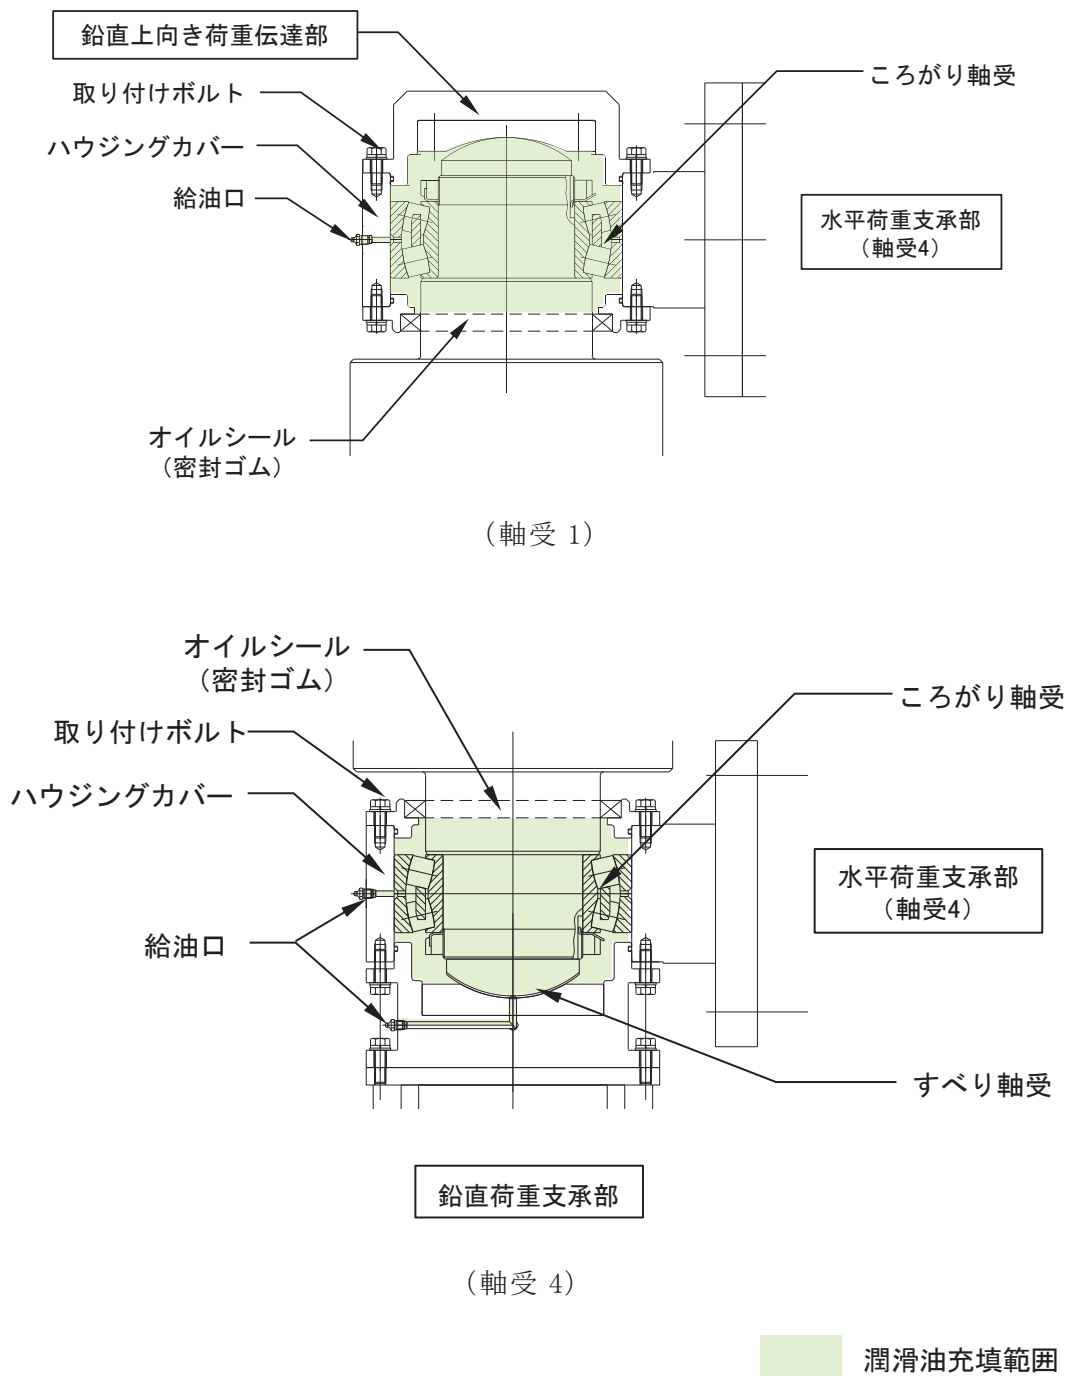 鉛直上向き荷重伝達部
取り付けボルト
ころがり軸受
ハウジングカバー
給油口
水平荷重支承部
(軸受4)
オイルシール
(密封ゴム)
(軸受 1)
オイルシール
(密封ゴム)
ころがり軸受
取り付けボルト
ハウジングカバー
水平荷重支承部
(軸受4)
給油口
すべり軸受
鉛直荷重支承部
(軸受 4)
潤滑油充填範囲